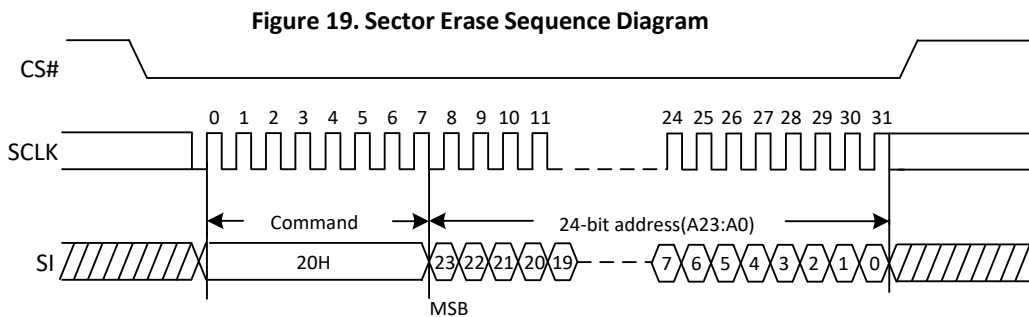 Figure 19. Sector Erase Sequence Diagram
CS#
0 1 2 3 4 5 6 7 8 9 10 11 24 25 26 27 28 29 30 31
SCLK
Command 24-bit address(A23:A0)
SI 20H 23 22 21 20 19 7 6 5 4 3 2 1 0
MSB